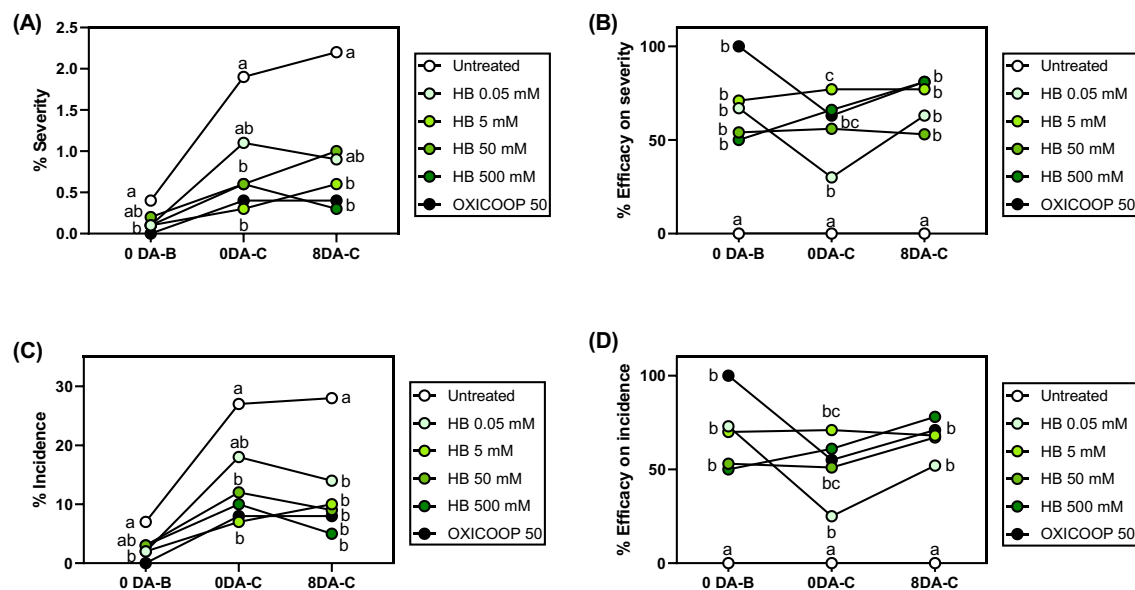 (A)
% Severity
2.5
2.0
1.5
1.0
0.5
0.0
a
ab
b
a
ab
b
b
a
ab
b
b
0 DA-B 0DA-C 8DA-C
Untreated
HB 0.05 mM
HB 5 mM
HB 50 mM
HB 500 mM
OXICOOP 50
(B)
% Efficacy on severity
100
50
0
b
b
b
b
b
a
c
bc
b
a
b
b
b
b
a
0 DA-B 0DA-C 8DA-C
Untreated
HB 0.05 mM
HB 5 mM
HB 50 mM
HB 500 mM
OXICOOP 50
(C)
% Incidence
30
20
10
0
a
ab
b
a
ab
b
b
a
b
b
b
b
b
0 DA-B 0DA-C 8DA-C
Untreated
HB 0.05 mM
HB 5 mM
HB 50 mM
HB 500 mM
OXICOOP 50
(D)
% Efficacy on incidence
100
50
0
b
b
b
a
bc
bc
b
a
b
b
a
0 DA-B 0DA-C 8DA-C
Untreated
HB 0.05 mM
HB 5 mM
HB 50 mM
HB 500 mM
OXICOOP 50